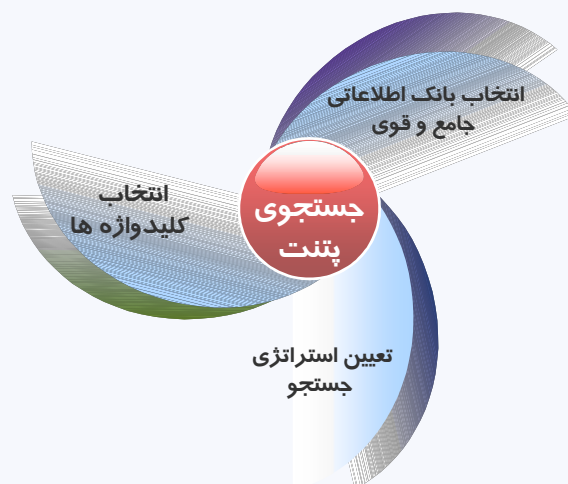 انتخاب بانک اطلاعاتی
جامع و قوی
انتخاب
کلیدواژه ها
جستجوی
پتنت
تعیین استراتژی
جستجو